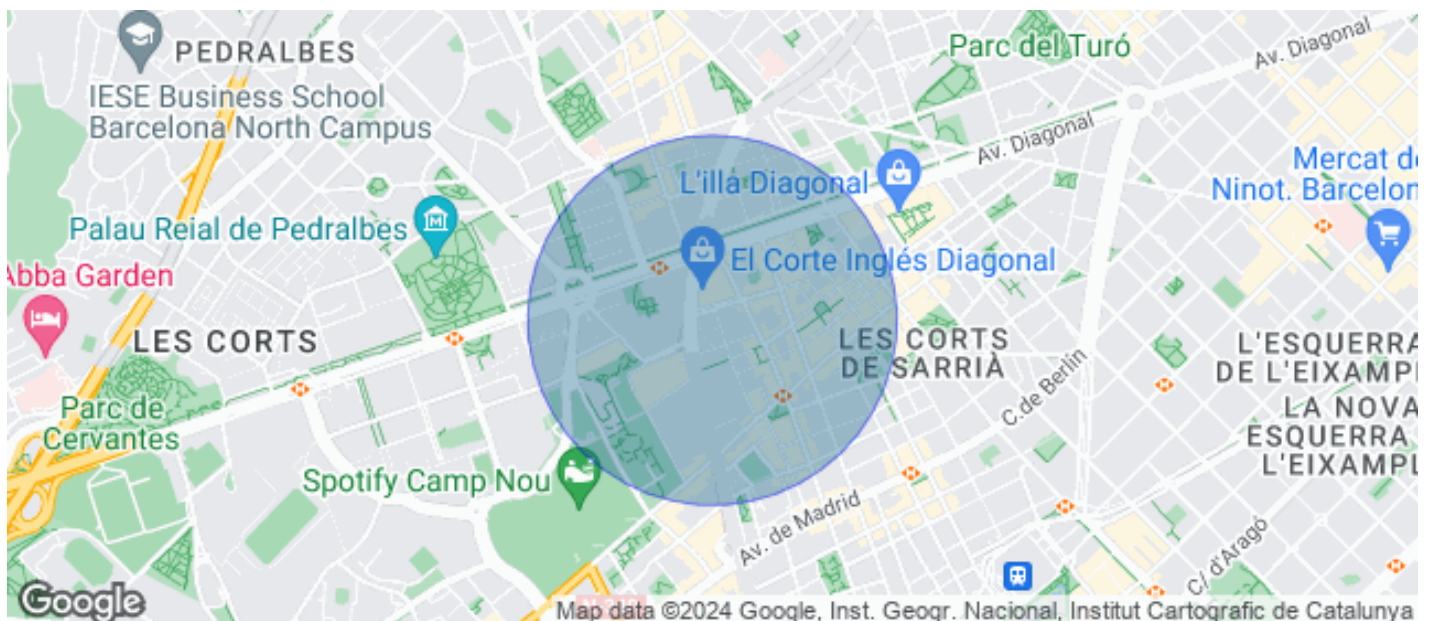 PEDRALBES
IESE Business School
Barcelona North Campus
Parc del Turó
Av. Diagonal
Av. Diagonal
L'illa Diagonal
Mercat de
Ninot. Barcelon
Palau Reial de Pedralbes
El Corte Inglés Diagonal
Abba Garden
LES CORTS
LES CORTS
DE SARRIÀ
L'ESQUERRA
DE L'EIXAMPL
C.de Berlín
LA NOVA
ESQUERRA
L'EIXAMPL
Parc de
Cervantes
Spotify Camp Nou
Av. de Madrid
C/ d'Aragó
Google
Map data ©2024 Google, Inst. Geogr. Nacional, Institut Cartografic de Catalunya